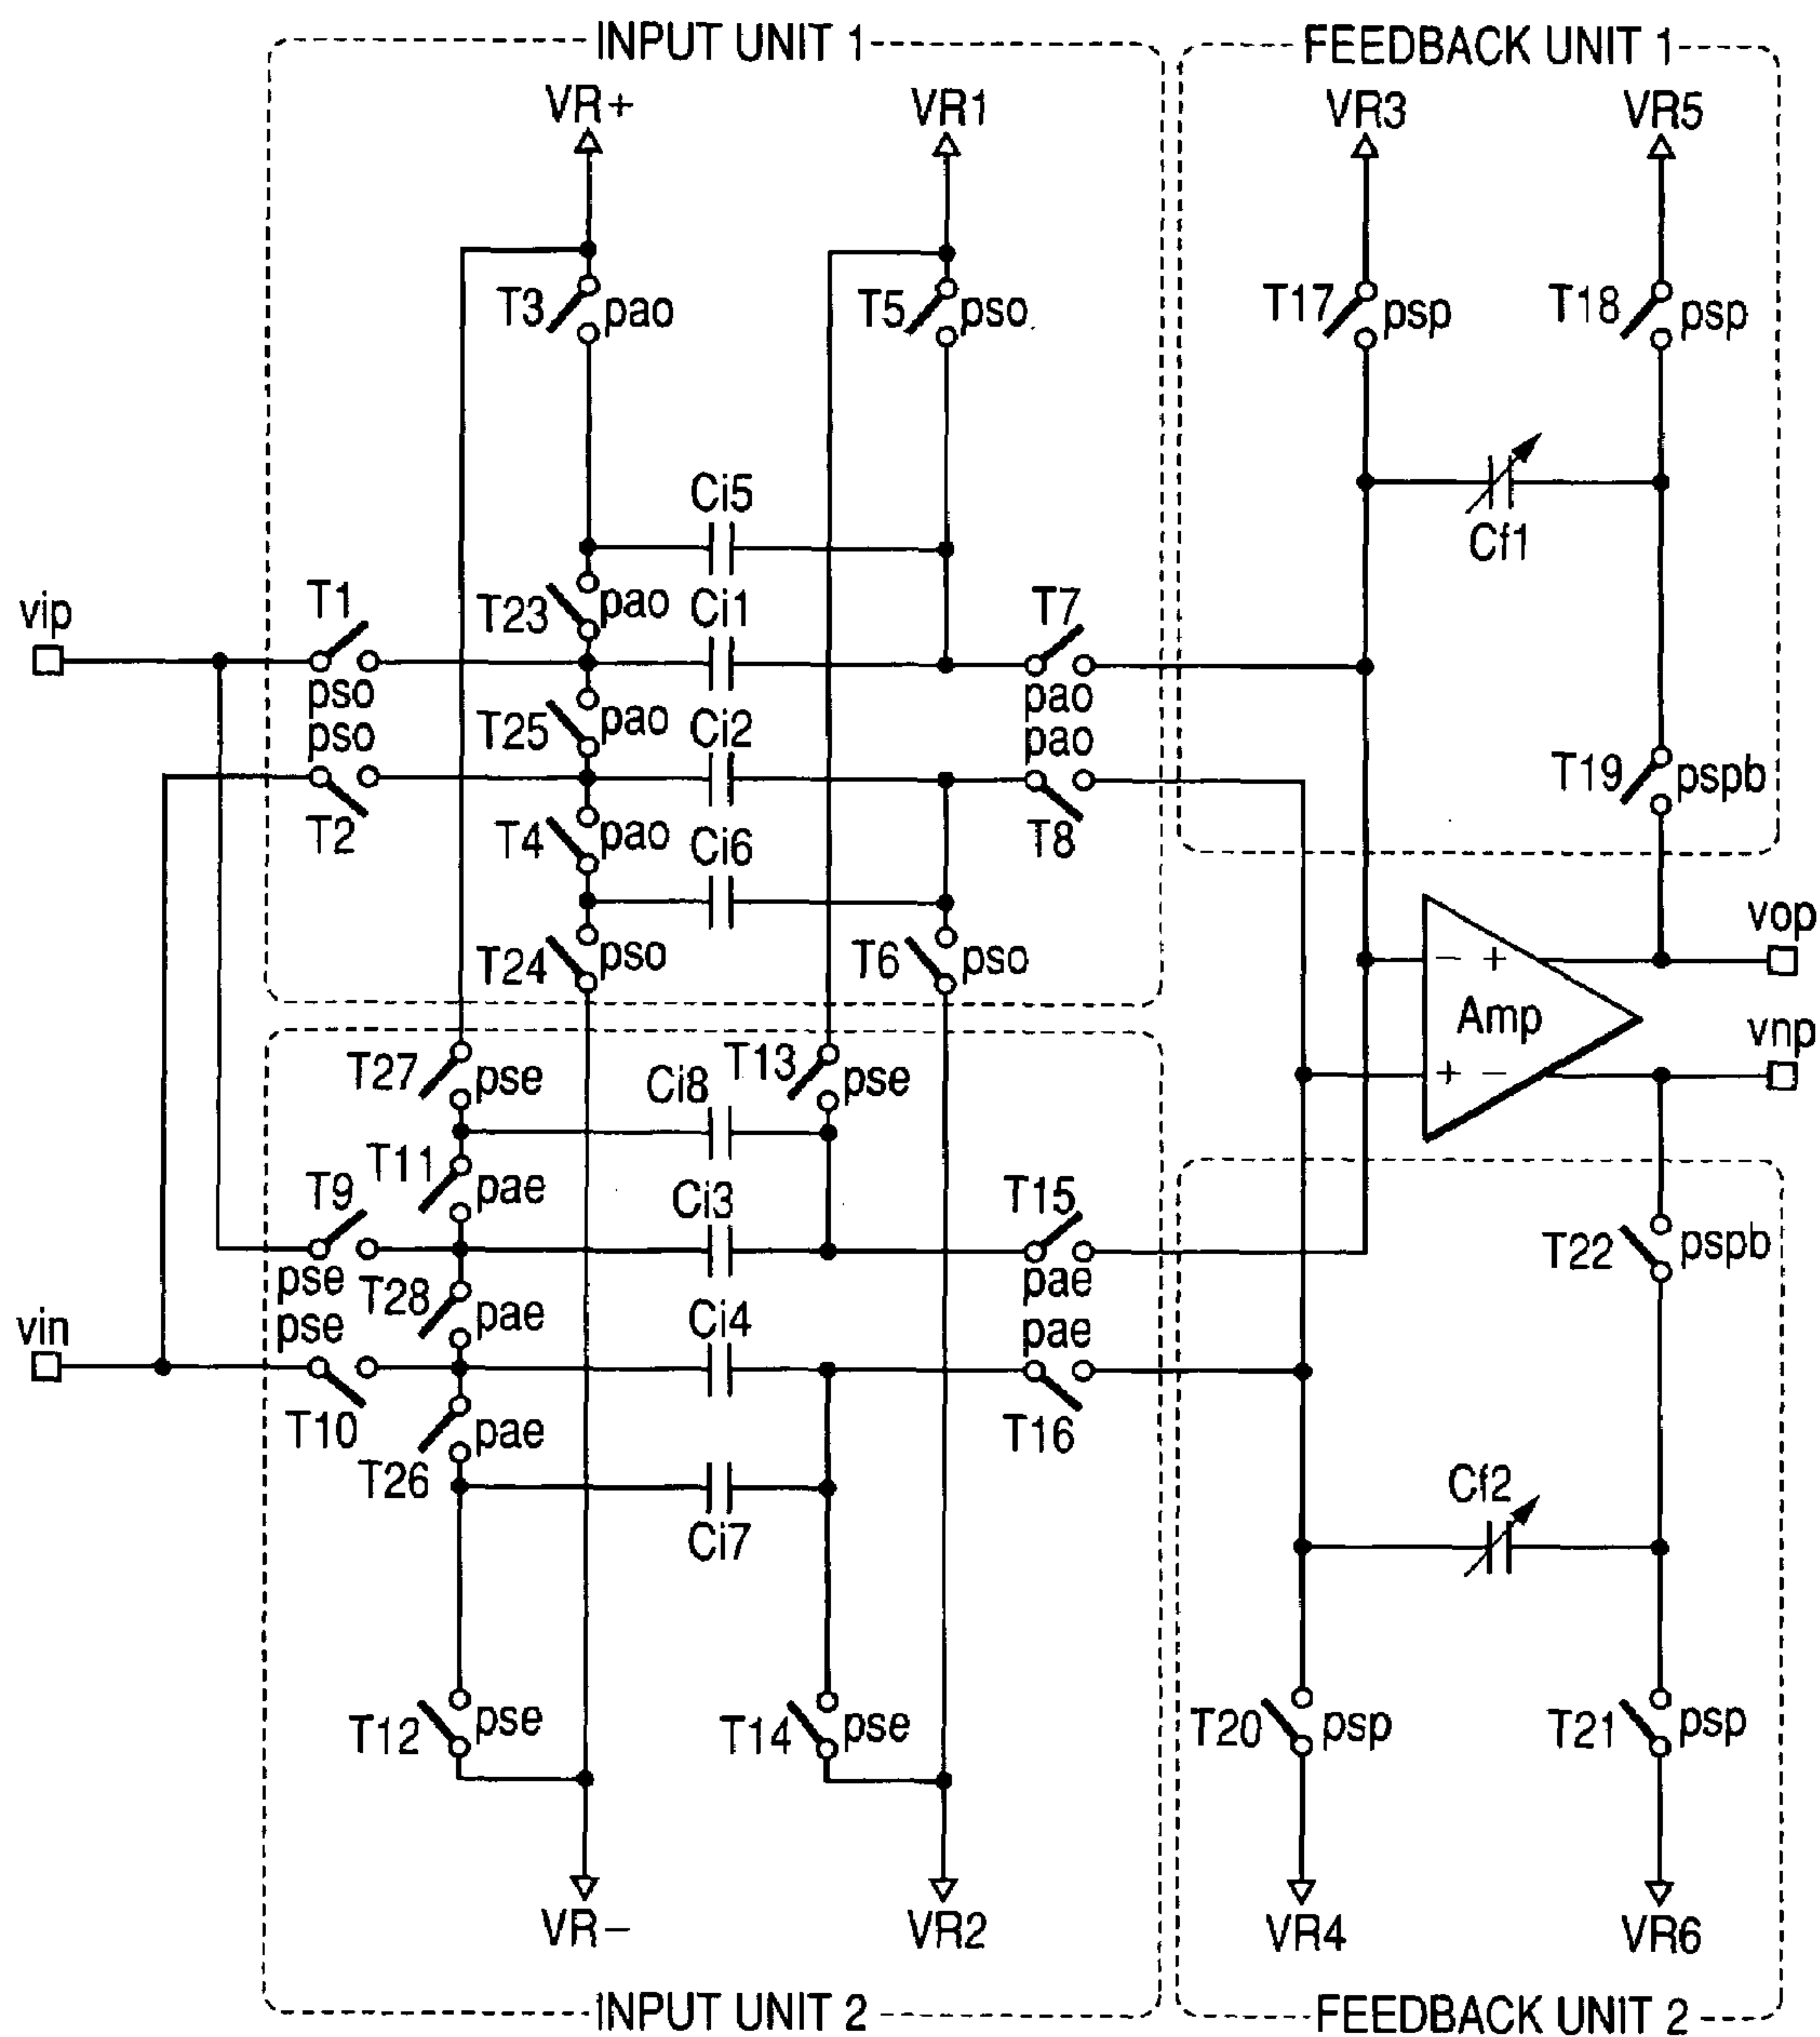 INPUT UNIT 1
FEEDBACK UNIT 1
VR+
VR1
VR3
VR5
T3
pao
T5
pso
T17
psp
T18
psp
Ci5
Cf1
vip
T1
pso
T23
pao
Ci1
T7
pao
pso
T2
T25
pao
Ci2
pao
T8
T19
pspb
T4
pao
Ci6
T24
pso
T6
pso
- +
Amp
+ -
vop
vnp
T27
pse
Ci8
T13
pse
T11
pae
T9
pse
Ci3
T15
pae
T22
pspb
T28
pae
vin
pse
T10
Ci4
pae
T16
T26
pae
Ci7
Cf2
T12
pse
T14
pse
T20
psp
T21
psp
VR-
VR2
VR4
VR6
INPUT UNIT 2
FEEDBACK UNIT 2